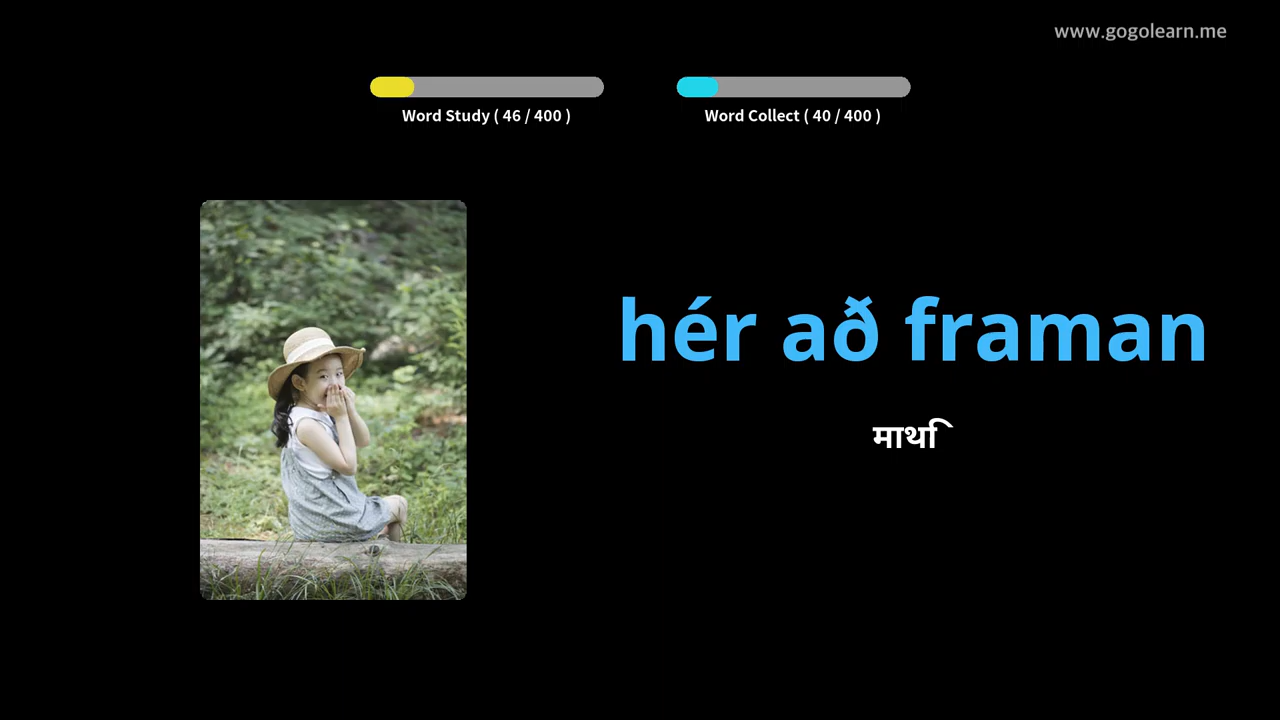 www.gogolearn.me
Word Study ( 46 / 400 )
Word Collect ( 40 / 400 )
hér að framan
माथि